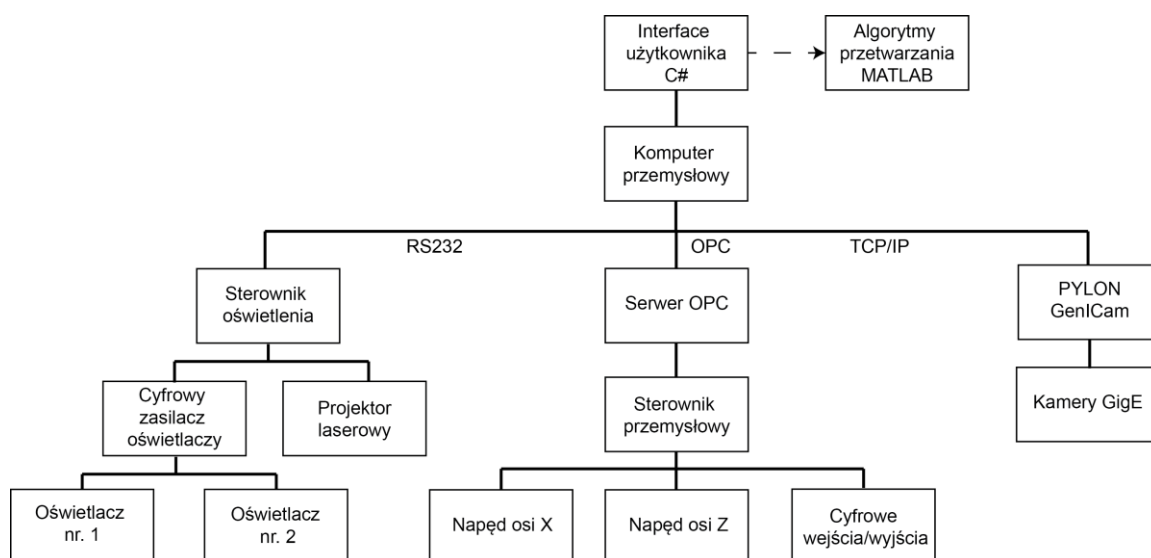 Interface
użytkownika
C#
Algorytmy
przetwarzania
MATLAB
Komputer
przemysłowy
RS232
OPC
TCP/IP
Sterownik
oświetlenia
Serwer OPC
PYLON
GenICam
Cyfrowy
zasilacz
oświetlaczy
Projektor
laserowy
Sterownik
przemysłowy
Kamery GigE
Oświetlacz
nr. 1
Oświetlacz
nr. 2
Napęd osi X
Napęd osi Z
Cyfrowe
wejścia/wyjścia